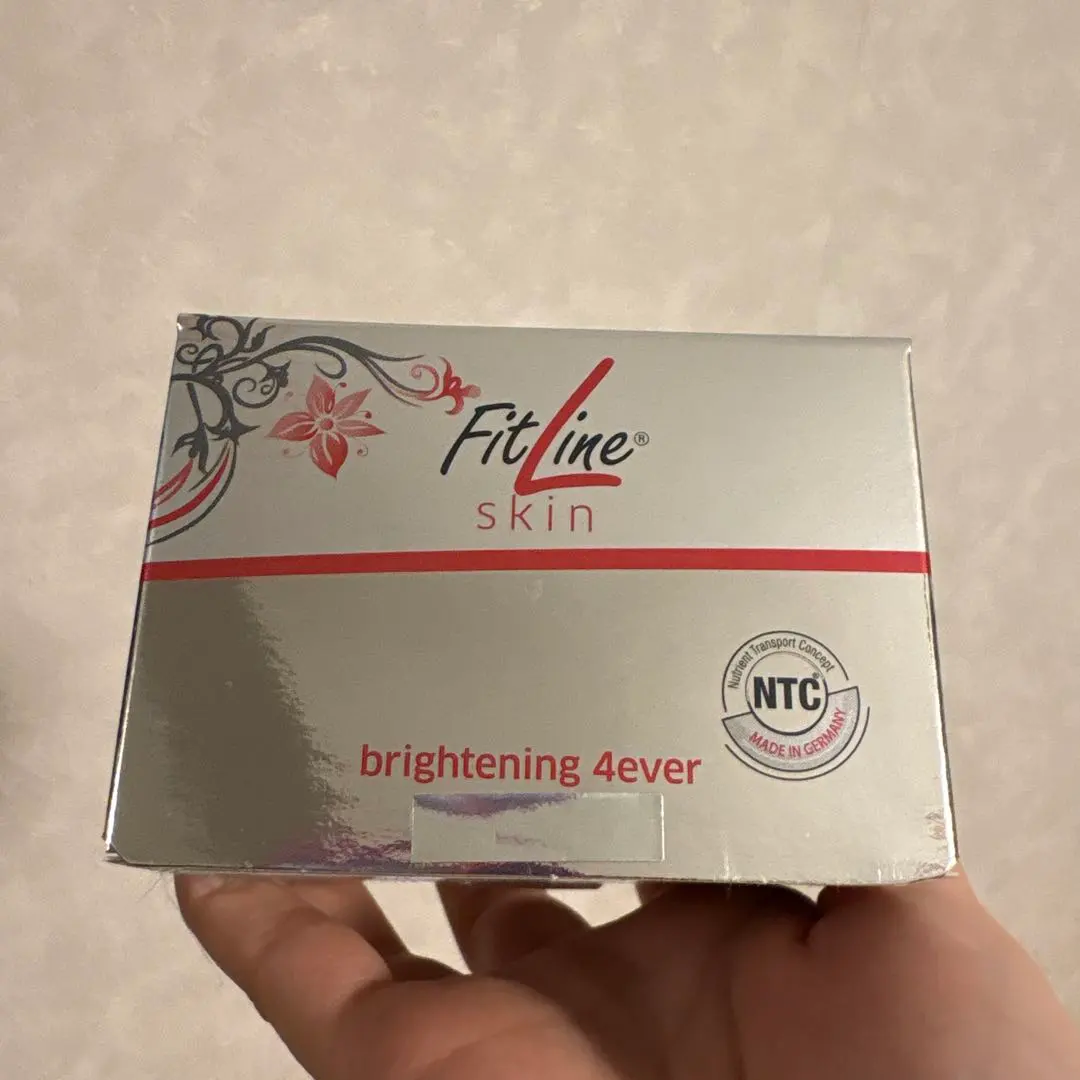 FitLine®
skin
Nutrient Transport Concept
NTC®
MADE IN GERMANY
brightening 4ever